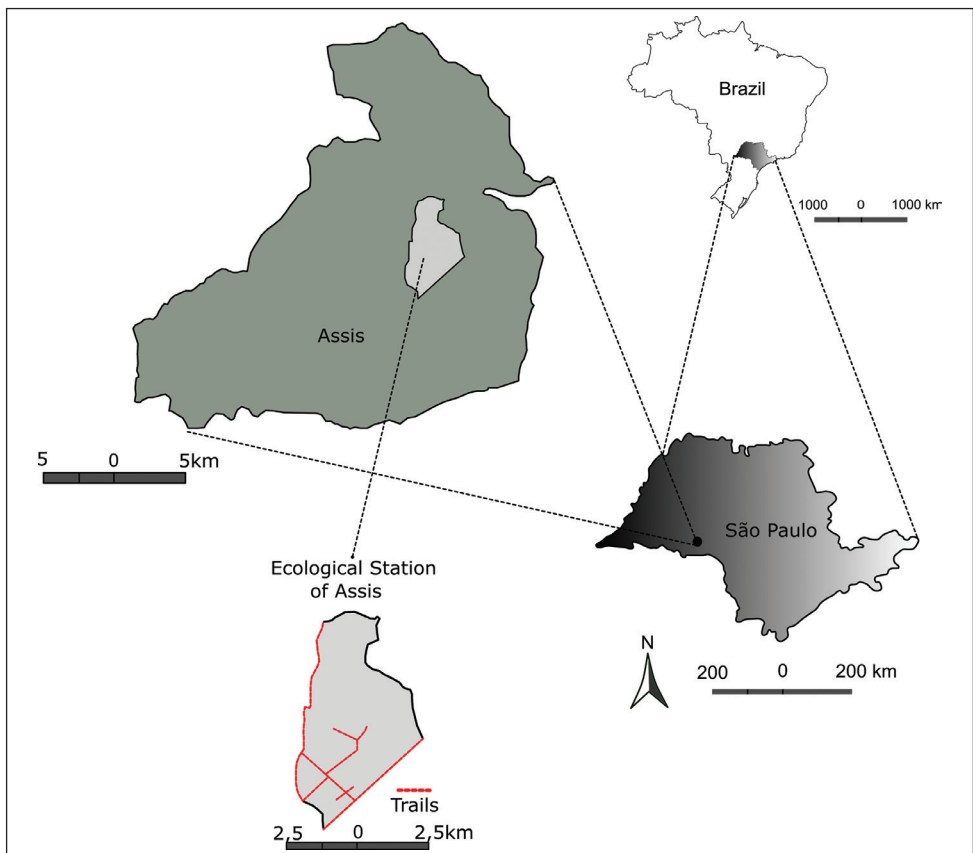 Brazil
1000 0 1000 km
Assis
5 0 5km
São Paulo
Ecological Station
of Assis
N
200 0 200 km
Trails
2,5 0 2,5km